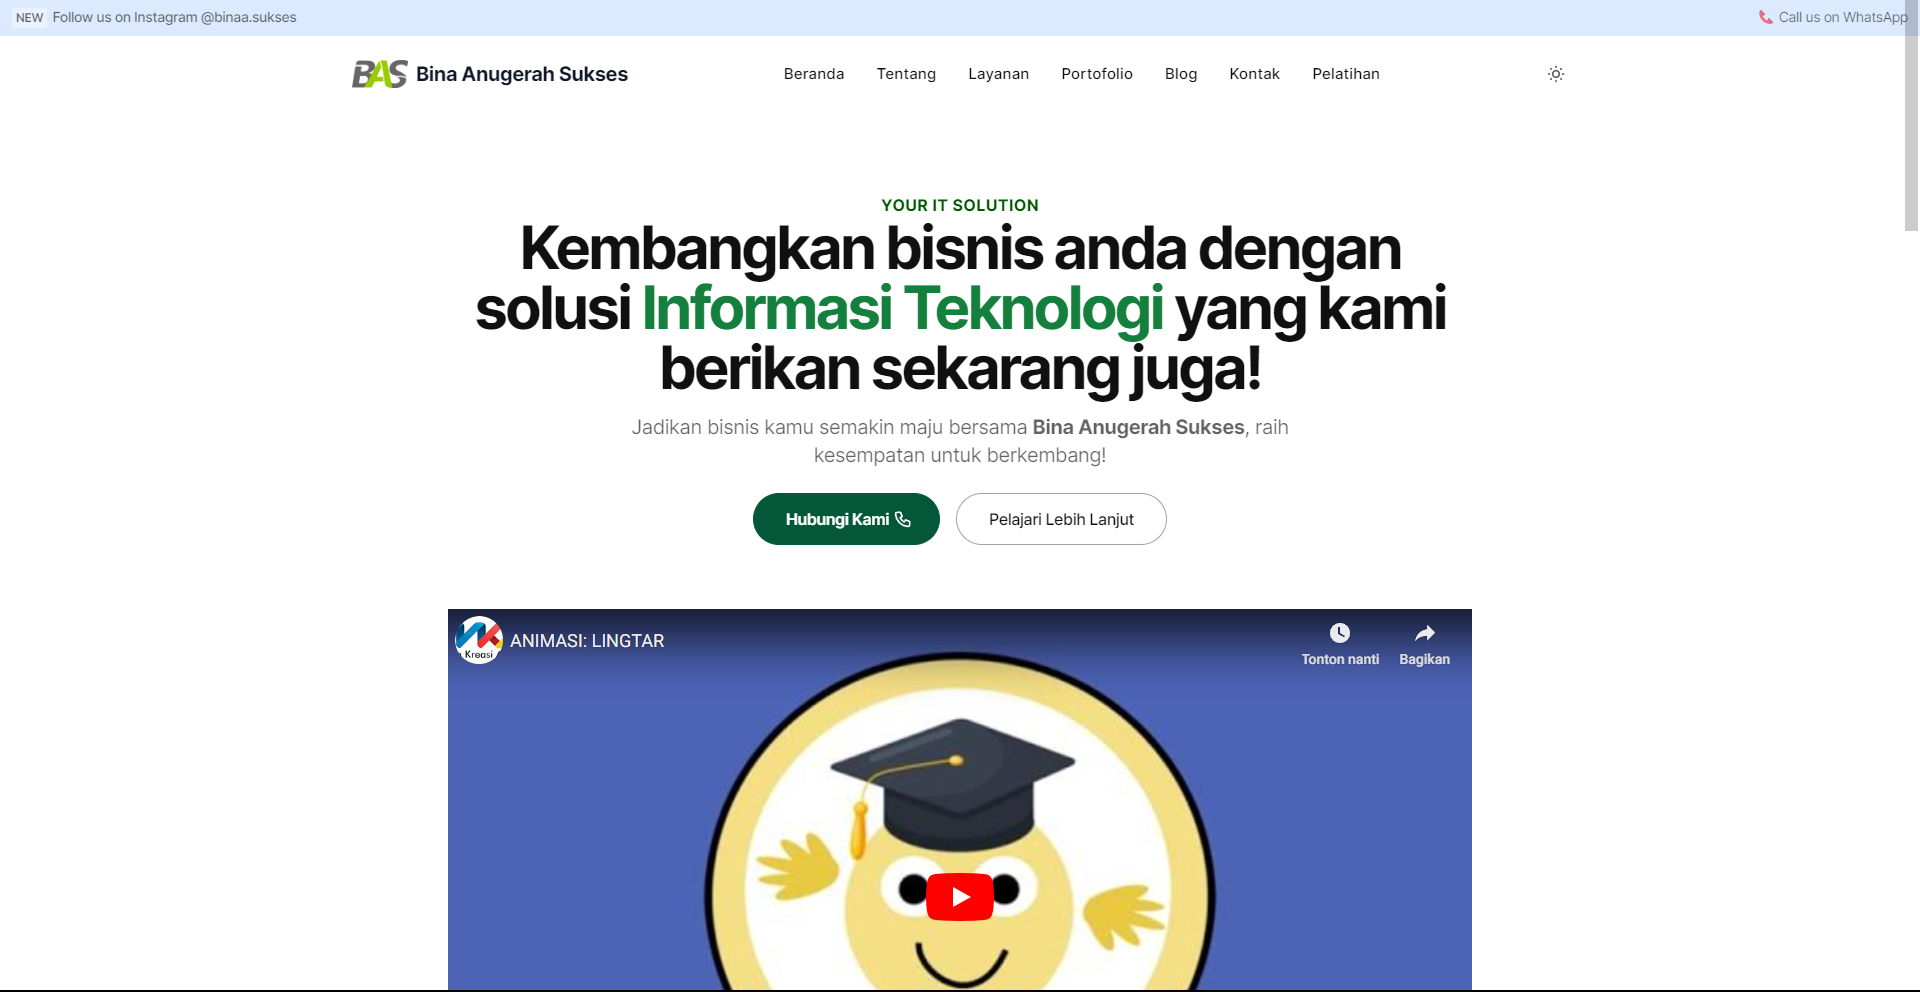 NEW Follow us on Instagram @binaa.sukses
Call us on WhatsApp
BAS Bina Anugerah Sukses
Beranda Tentang Layanan Portofolio Blog Kontak Pelatihan
YOUR IT SOLUTION
Kembangkan bisnis anda dengan
solusi Informasi Teknologi yang kami
berikan sekarang juga!
Jadikan bisnis kamu semakin maju bersama Bina Anugerah Sukses, raih
kesempatan untuk berkembang!
Hubungi Kami
Pelajari Lebih Lanjut
Kreasi
ANIMASI: LINGTAR
Tonton nanti
Bagikan